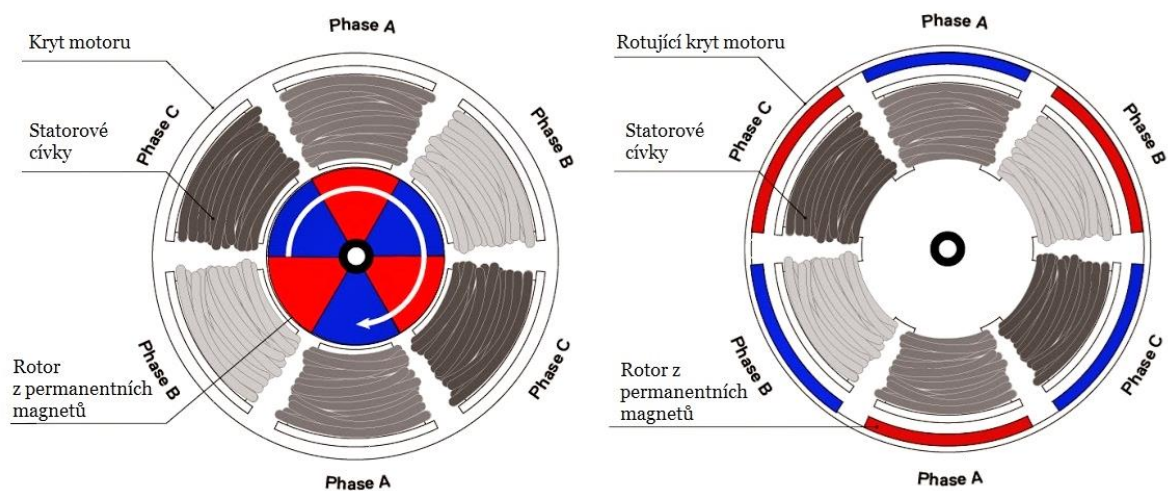 Phase A
Kryt motoru
Statorové
cívky
Phase C
Phase B
Phase B
Phase C
Rotor
z permanentních
magnetů
Phase A
Rotující kryt motoru
Statorové
cívky
Phase C
Phase A
Phase B
Phase B
Phase C
Rotor z
permanentních
magnetů
Phase A